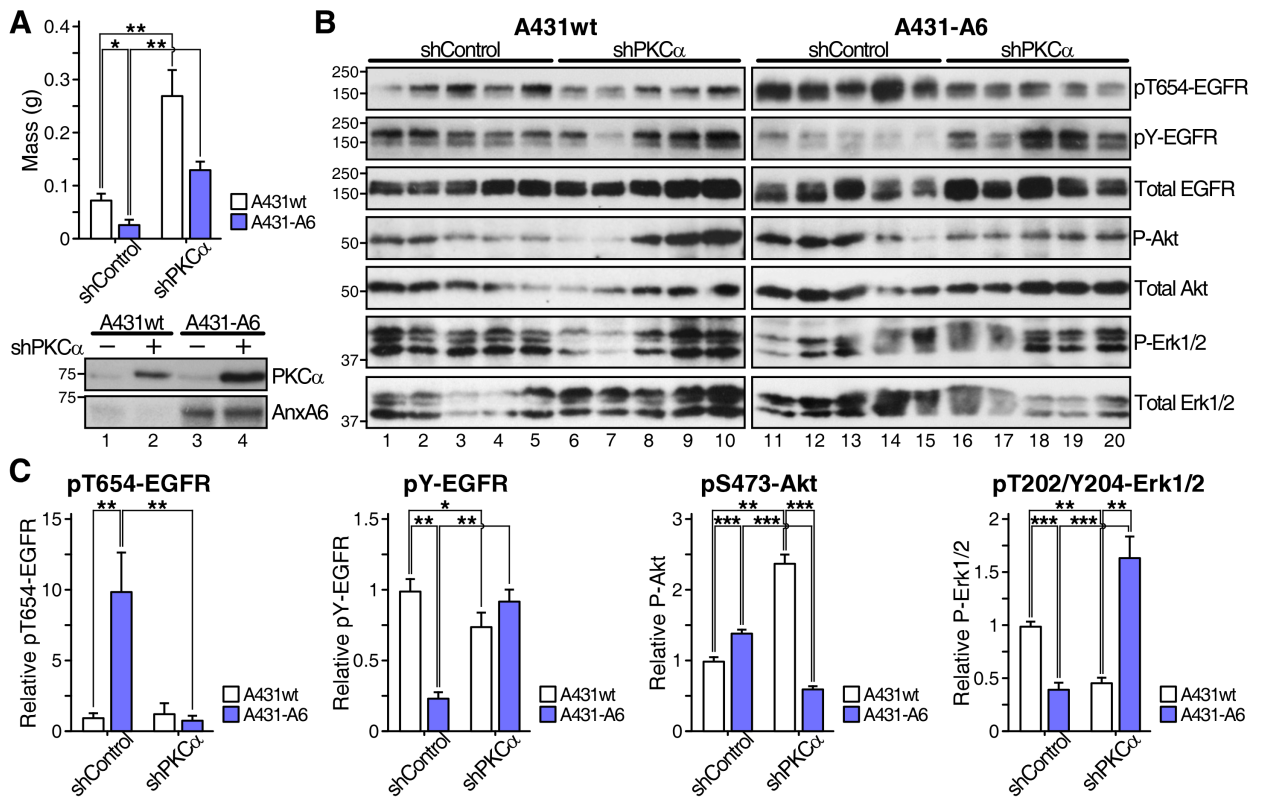 A
0.4
0.3
0.2
0.1
0
Mass (g)
**
* **
A431wt
A431-A6
shControl shPKCα
A431wt A431-A6
shPKCα − + − +
75 PKCα
75 AnxA6
1 2 3 4
B
A431wt A431-A6
shControl shPKCα shControl shPKCα
250
150 pT654-EGFR
250
150 pY-EGFR
250
150 Total EGFR
50 P-Akt
50 Total Akt
37 P-Erk1/2
37 Total Erk1/2
1 2 3 4 5 6 7 8 9 10 11 12 13 14 15 16 17 18 19 20
C
pT654-EGFR
** **
15
10
5
0
Relative pT654-EGFR
A431wt
A431-A6
shControl shPKCα
pY-EGFR
*
** **
1.5
1
0.5
0
Relative pY-EGFR
A431wt
A431-A6
shControl shPKCα
pS473-Akt
** ***
*** ***
3
2
1
0
Relative P-Akt
A431wt
A431-A6
shControl shPKCα
pT202/Y204-Erk1/2
** **
*** ***
2
1.5
1
0.5
0
Relative P-Erk1/2
A431wt
A431-A6
shControl shPKCα